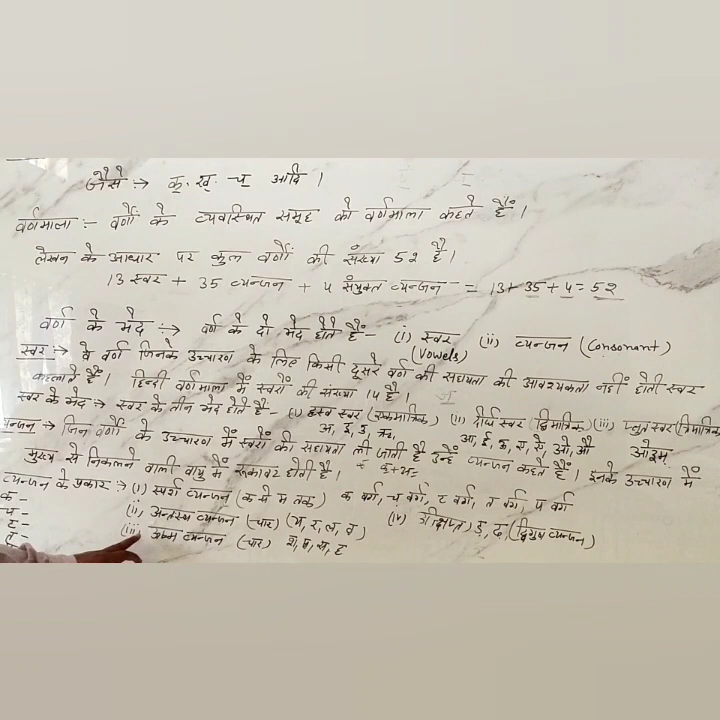 जैसे → क्, ख्, च् आदि।
वर्णमाला :- वर्णों के व्यवस्थित समूह को वर्णमाला कहते हैं।
लेखन के आधार पर कुल वर्णों की संख्या 52 है।
13 स्वर + 35 व्यन्जन + 4 संयुक्त व्यन्जन = 13+35+4=52
वर्ण के भेद → वर्ण के दो भेद होते हैं- (i) स्वर (Vowels) (ii) व्यन्जन (Consonant)
स्वर → वे वर्ण जिनके उच्चारण के लिए किसी दूसरे वर्ण की सहायता की आवश्यकता नहीं होती स्वर
कहलाते हैं। हिन्दी वर्णमाला में स्वरों की संख्या 14 है।
स्वर के भेद → स्वर के तीन भेद होते हैं- (i) ह्रस्व स्वर (एकमात्रिक) (ii) दीर्घ स्वर (द्विमात्रिक) (iii) प्लुत स्वर (त्रिमात्रिक
अ, इ, उ, ऋ, आ, ई, ऊ, ए, ऐ, ओ, औ ओइम्
व्यन्जन → जिन वर्णों के उच्चारण में स्वरों की सहायता ली जाती है उन्हें व्यन्जन कहते हैं। इनके उच्चारण में
मुख्य से निकलने वाली वायु में रूकावट होती है।
व्यन्जन के प्रकार → (i) स्पर्श व्यन्जन (क से म तक) क वर्ग, च वर्ग, ट वर्ग, त वर्ग, प वर्ग
क - (ii) अन्तस्थ व्यन्जन (चार) (य, र, ल, व) (iv) ड़, ढ़, (द्विगुण व्यन्जन)
च - (iii) ऊष्म व्यन्जन (चार) श, ष, स, ह
ट -
त -